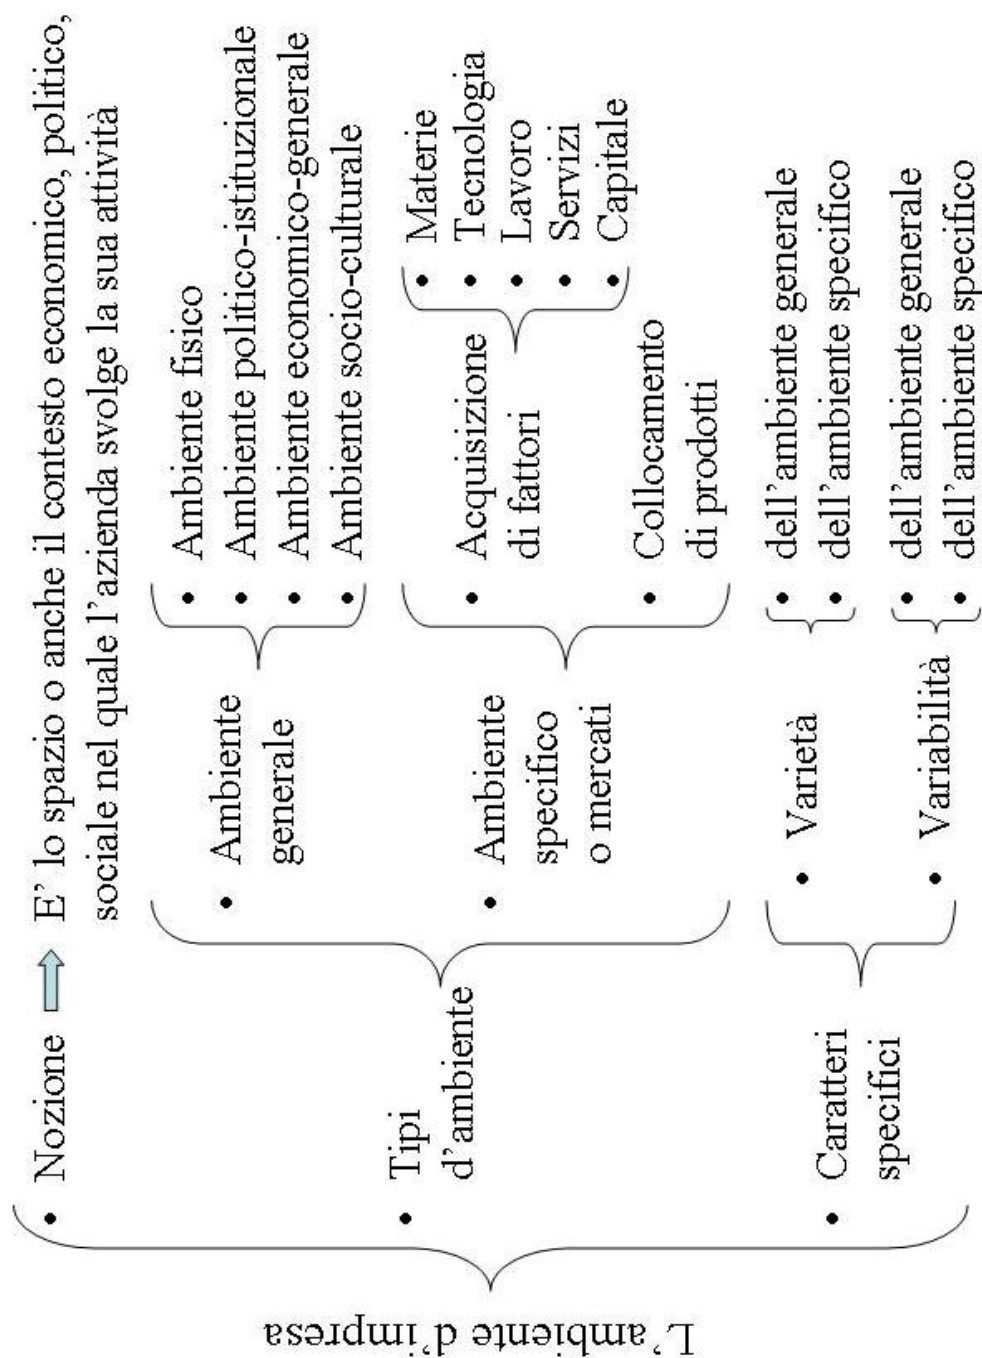 L'ambiente d'impresa
• Nozione
E' lo spazio o anche il contesto economico, politico,
sociale nel quale l'azienda svolge la sua attività
• Tipi
d'ambiente
• Ambiente
generale
• Ambiente fisico
• Ambiente politico-istituzionale
• Ambiente economico-generale
• Ambiente socio-culturale
• Ambiente
specifico
o mercati
• Acquisizione
di fattori
• Materie
• Tecnologia
• Lavoro
• Servizi
• Capitale
• Collocamento
di prodotti
• Caratteri
specifici
• Varietà
• dell'ambiente generale
• dell'ambiente specifico
• Variabilità
• dell'ambiente generale
• dell'ambiente specifico